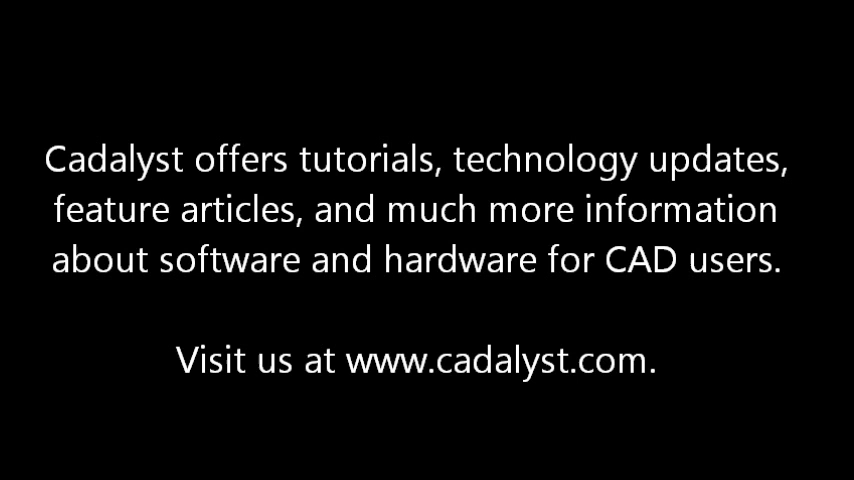 Cadalyst offers tutorials, technology updates,
feature articles, and much more information
about software and hardware for CAD users.
Visit us at www.cadalyst.com.